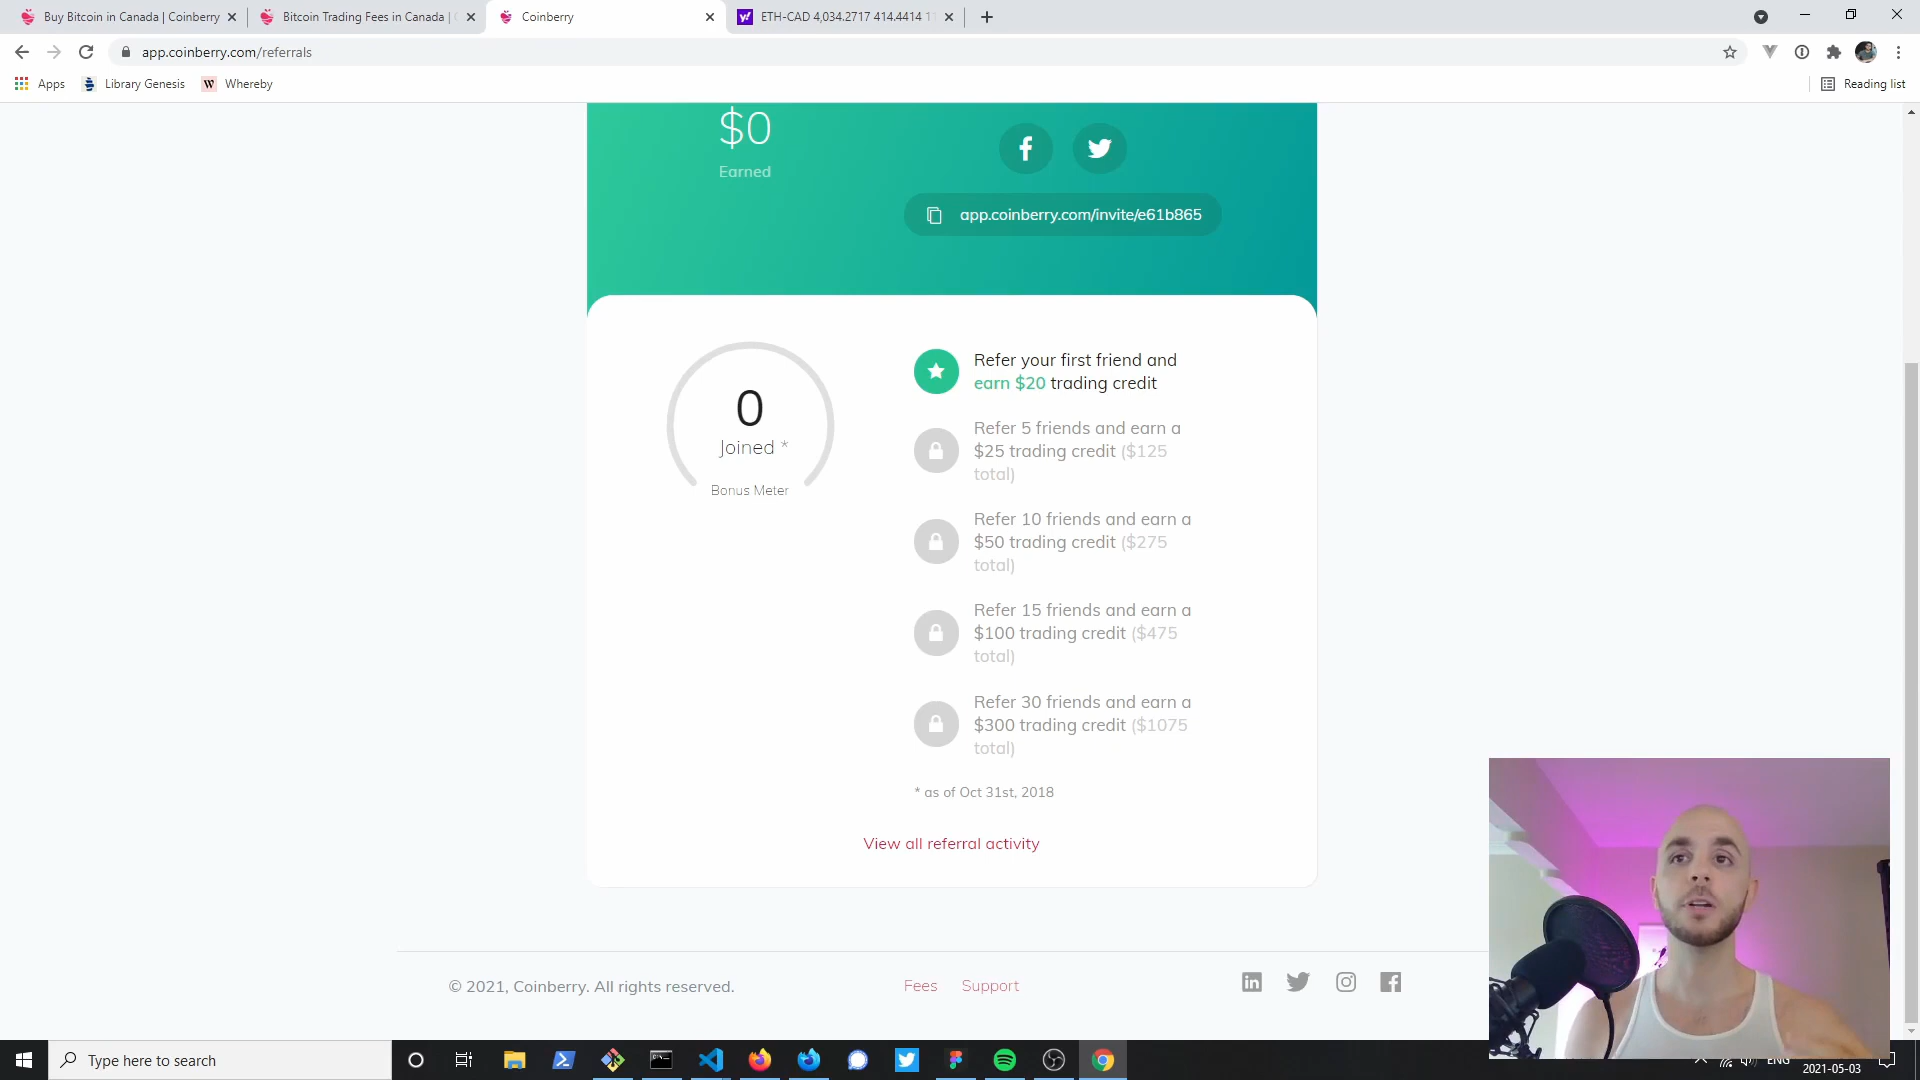 Buy Bitcoin in Canada | Coinberry
Bitcoin Trading Fees in Canada |
Coinberry
ETH-CAD 4,034.2717 414.4414
app.coinberry.com/referrals
Apps
Library Genesis
Whereby
Reading list
$0
Earned
app.coinberry.com/invite/e61b865
0
Joined *
Bonus Meter
Refer your first friend and
earn $20 trading credit
Refer 5 friends and earn a
$25 trading credit ($125
total)
Refer 10 friends and earn a
$50 trading credit ($275
total)
Refer 15 friends and earn a
$100 trading credit ($475
total)
Refer 30 friends and earn a
$300 trading credit ($1075
total)
* as of Oct 31st, 2018
View all referral activity
© 2021, Coinberry. All rights reserved.
Fees
Support
Type here to search
ENG
2021-05-03